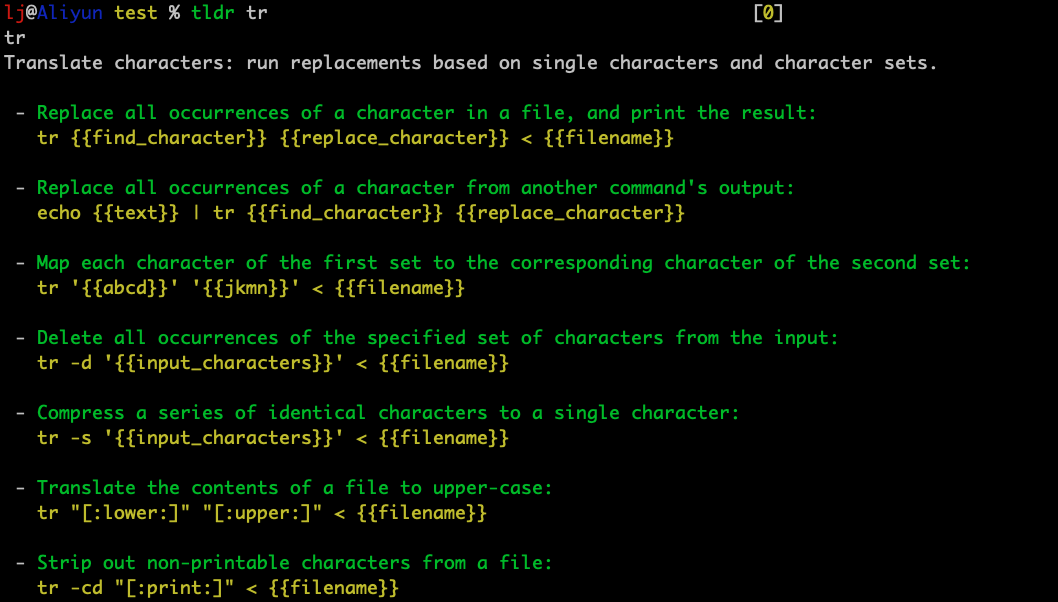 lj@Aliyun test % tldr tr [0]
tr
Translate characters: run replacements based on single characters and character sets.
- Replace all occurrences of a character in a file, and print the result:
tr {{find_character}} {{replace_character}} < {{filename}}
- Replace all occurrences of a character from another command's output:
echo {{text}} | tr {{find_character}} {{replace_character}}
- Map each character of the first set to the corresponding character of the second set:
tr '{{abcd}}' '{{jkmn}}' < {{filename}}
- Delete all occurrences of the specified set of characters from the input:
tr -d '{{input_characters}}' < {{filename}}
- Compress a series of identical characters to a single character:
tr -s '{{input_characters}}' < {{filename}}
- Translate the contents of a file to upper-case:
tr "[:lower:]" "[:upper:]" < {{filename}}
- Strip out non-printable characters from a file:
tr -cd "[:print:]" < {{filename}}